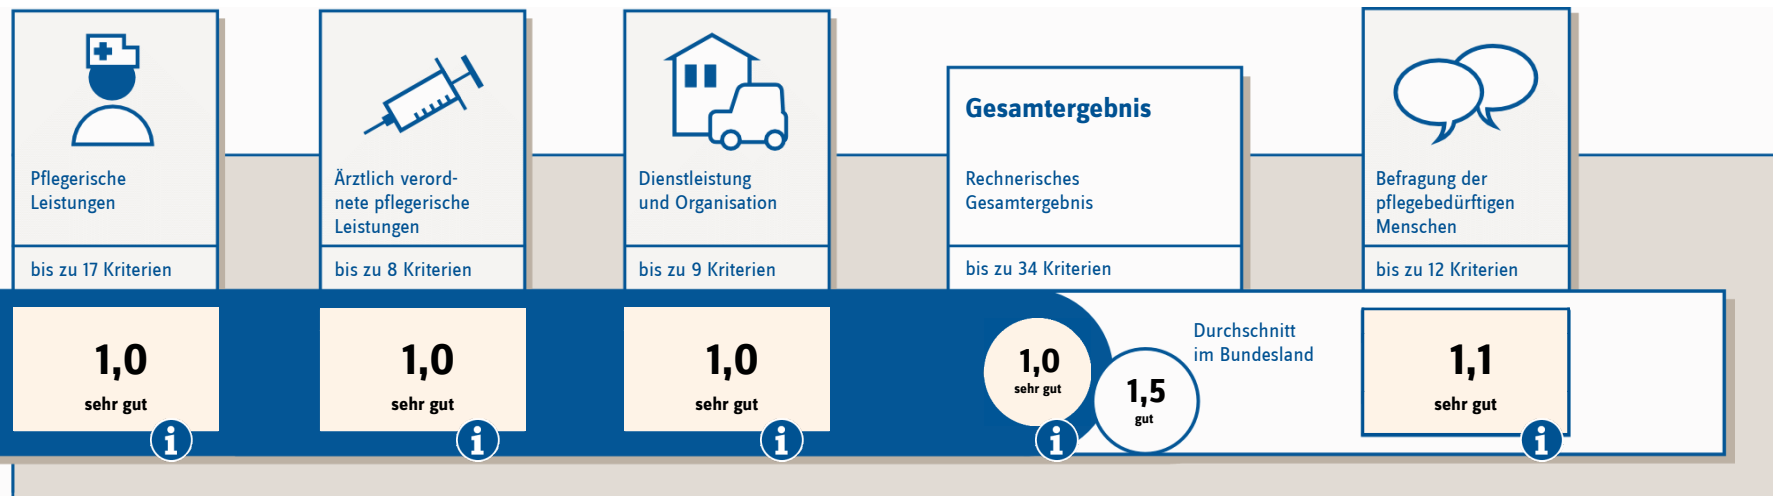 Pflegerische
Leistungen
bis zu 17 Kriterien
1,0
sehr gut
Ärztlich verord-
nete pflegerische
Leistungen
bis zu 8 Kriterien
1,0
sehr gut
Dienstleistung
und Organisation
bis zu 9 Kriterien
1,0
sehr gut
Gesamtergebnis
Rechnerisches
Gesamtergebnis
bis zu 34 Kriterien
1,0
sehr gut
1,5
gut
Durchschnitt
im Bundesland
Befragung der
pflegebedürftigen
Menschen
bis zu 12 Kriterien
1,1
sehr gut